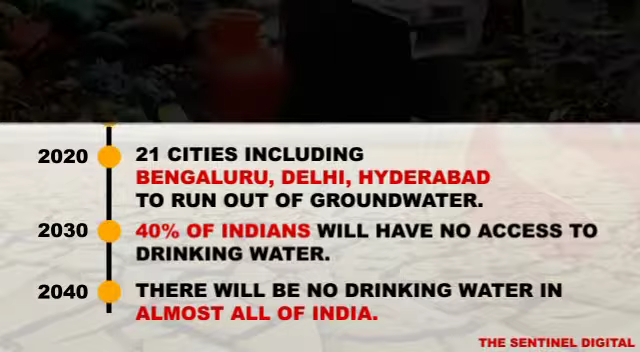 2020
21 CITIES INCLUDING
BENGALURU, DELHI, HYDERABAD
TO RUN OUT OF GROUNDWATER.
2030
40% OF INDIANS WILL HAVE NO ACCESS TO
DRINKING WATER.
2040
THERE WILL BE NO DRINKING WATER IN
ALMOST ALL OF INDIA.
THE SENTINEL DIGITAL